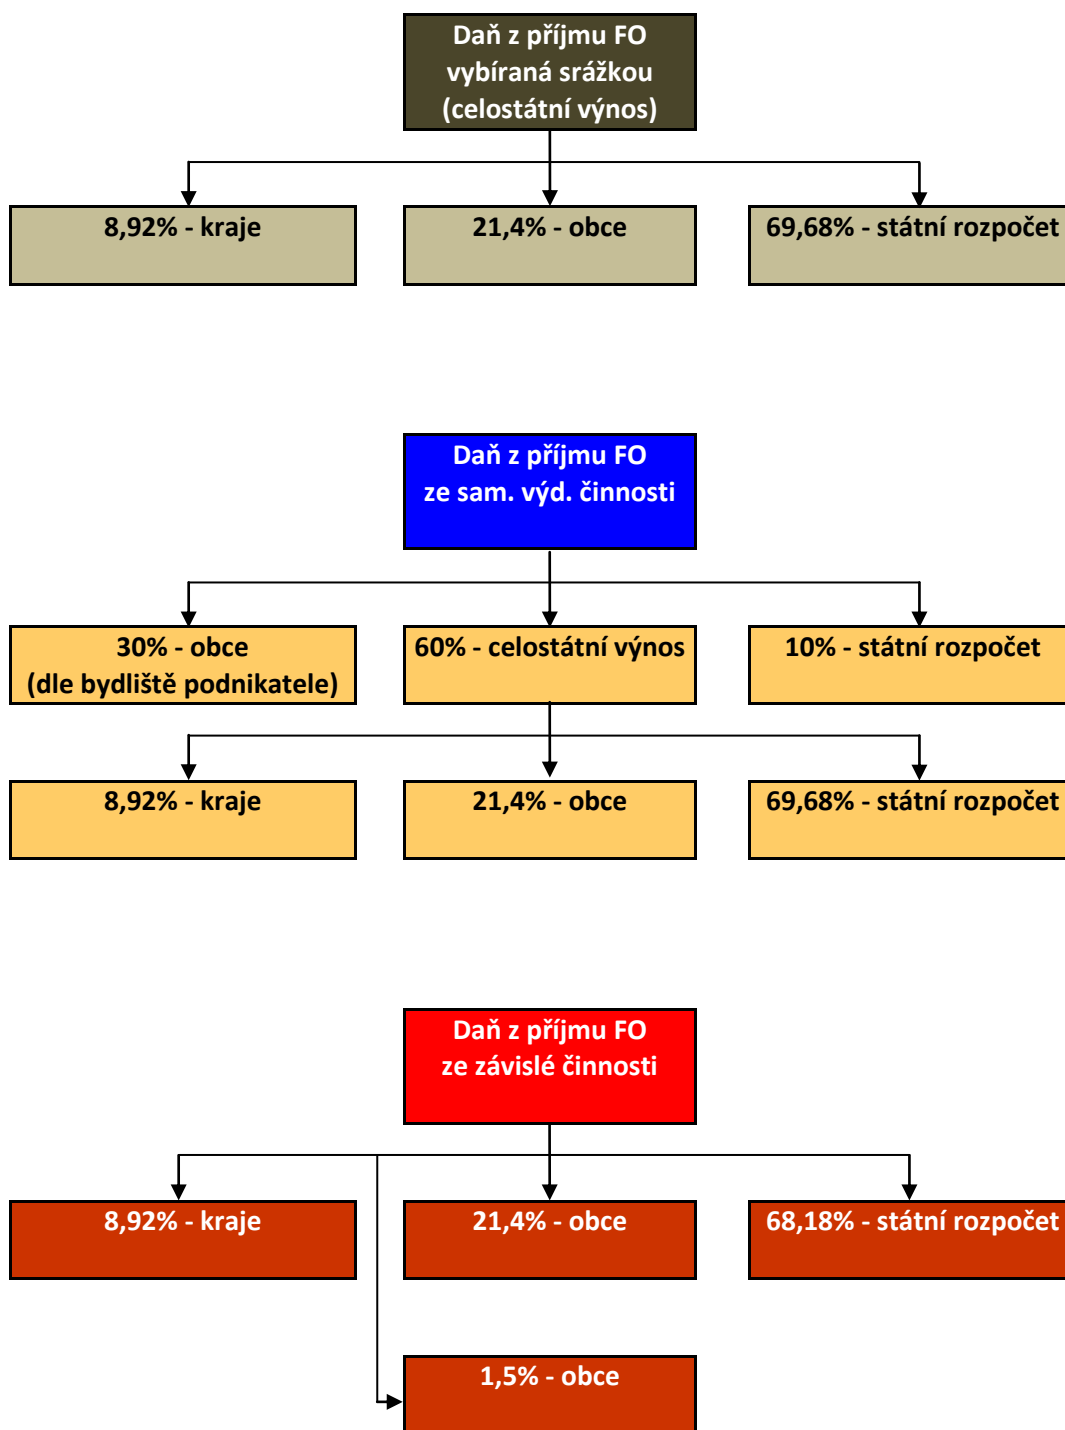 Daň z příjmu FO
vybíraná srážkou
(celostátní výnos)
8,92% - kraje
21,4% - obce
69,68% - státní rozpočet
Daň z příjmu FO
ze sam. výd. činnosti
30% - obce
(dle bydliště podnikatele)
60% - celostátní výnos
10% - státní rozpočet
8,92% - kraje
21,4% - obce
69,68% - státní rozpočet
Daň z příjmu FO
ze závislé činnosti
8,92% - kraje
21,4% - obce
68,18% - státní rozpočet
1,5% - obce